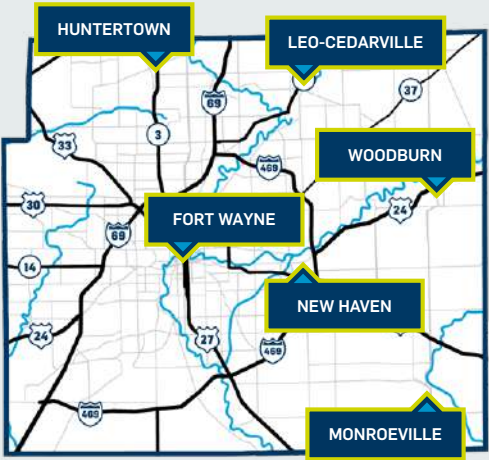 HUNTERTOWN
LEO-CEDARVILLE
69
37
3
33
469
WOODBURN
30
24
FORT WAYNE
69
14
NEW HAVEN
24
27
469
469
MONROEVILLE